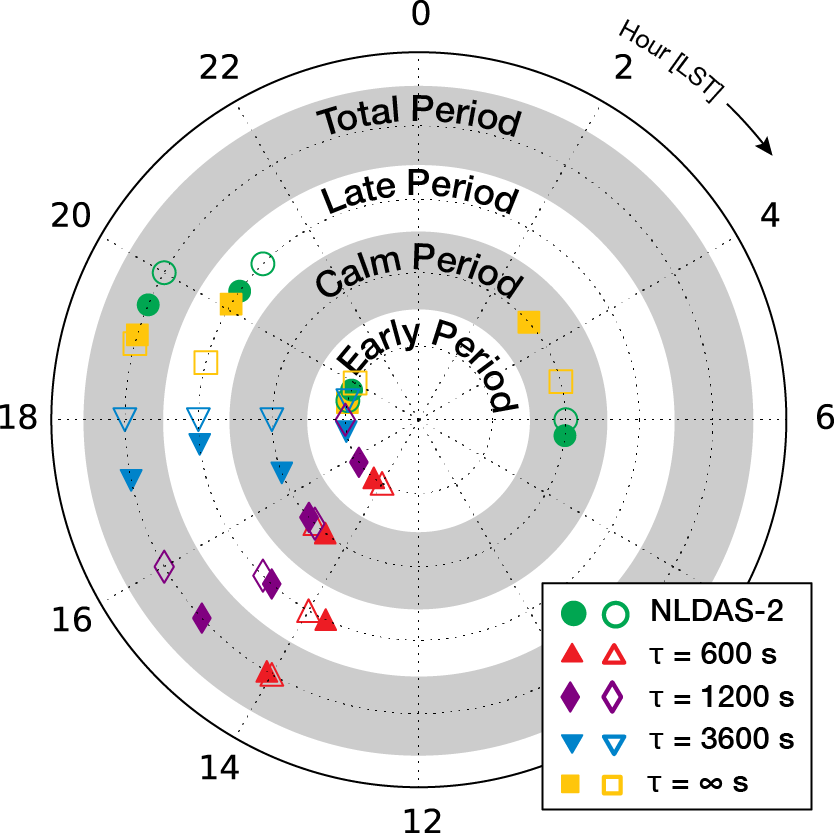 0
22
2
Hour [LST]
Total Period
20
Late Period
4
Calm Period
Early Period
18
6
16
NLDAS-2
τ = 600 s
τ = 1200 s
τ = 3600 s
τ = ∞ s
14
12